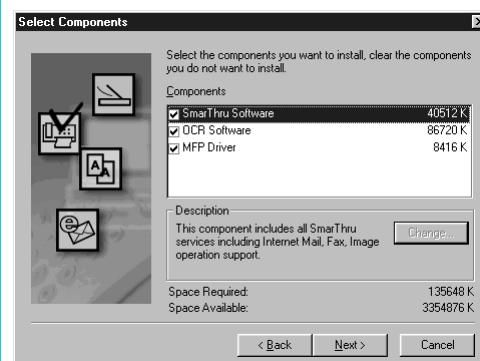 Select Components
Select the components you want to install, clear the components
you do not want to install.
Components
SmarThru Software 40512 K
OCR Software 86720 K
MFP Driver 8416 K
Description
This component includes all SmarThru
services including Internet Mail, Fax, Image
operation support.
Change...
Space Required: 135648 K
Space Available: 3354876 K
< Back Next > Cancel